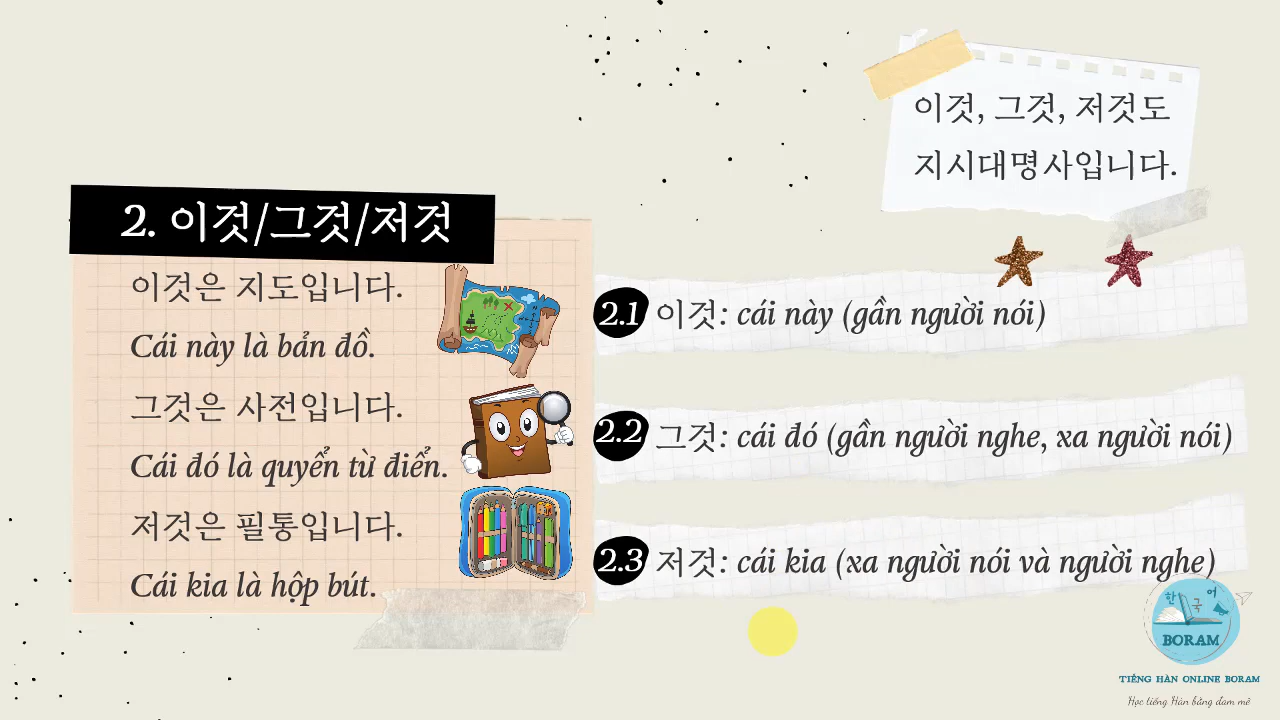 이것, 그것, 저것도
지시대명사입니다.
2. 이것/그것/저것
이것은 지도입니다.
Cái này là bản đồ.
그것은 사전입니다.
Cái đó là quyển từ điển.
저것은 필통입니다.
Cái kia là hộp bút.
2.1 이것: cái này (gần người nói)
2.2 그것: cái đó (gần người nghe, xa người nói)
2.3 저것: cái kia (xa người nói và người nghe)
한국어
BORAM
TIẾNG HÀN ONLINE BORAM
Học tiếng Hàn bằng đam mê